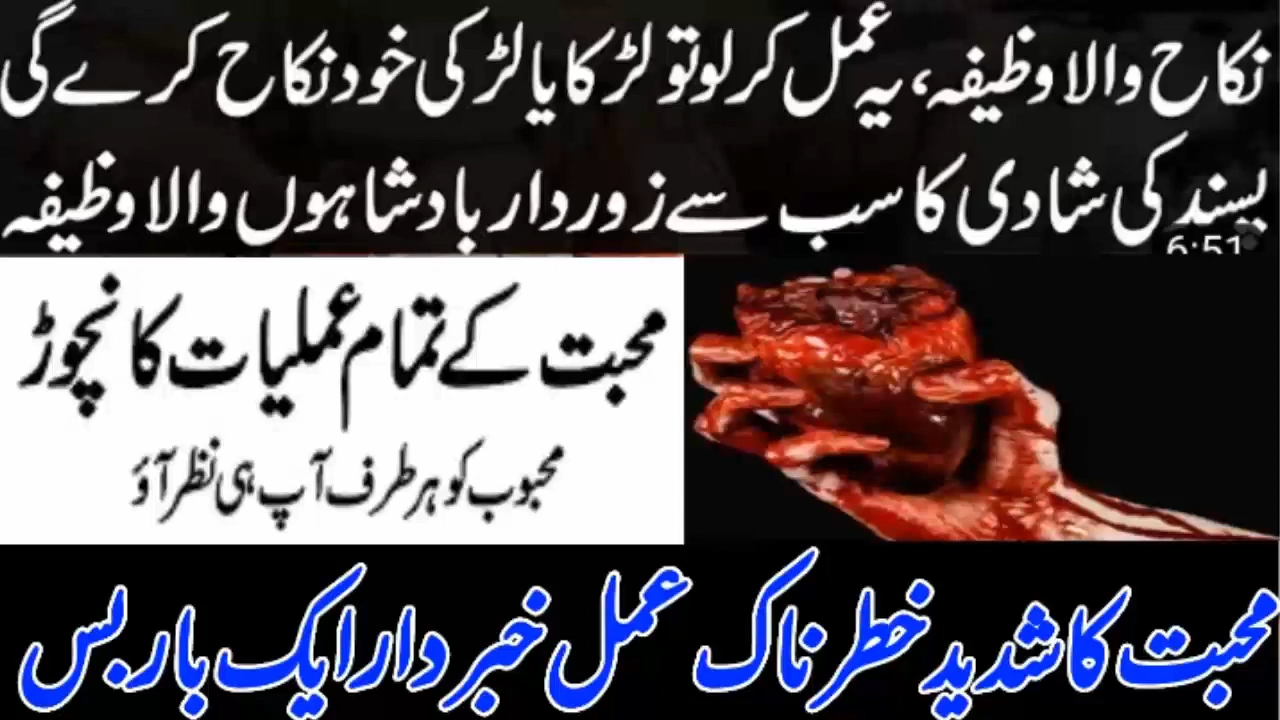 نکاح والا وظیفہ، یہ عمل کر لو تو لڑکا یا لڑکی خود نکاح کرے گی
پسند کی شادی کا سب سے زوردار بادشاہوں والا وظیفہ
6:51
محبت کے تمام عملیات کا نچوڑ
محبوب کو ہر طرف آپ ہی نظر آؤ
محبت کا شدید خطرناک عمل خبردار ایک بار بس